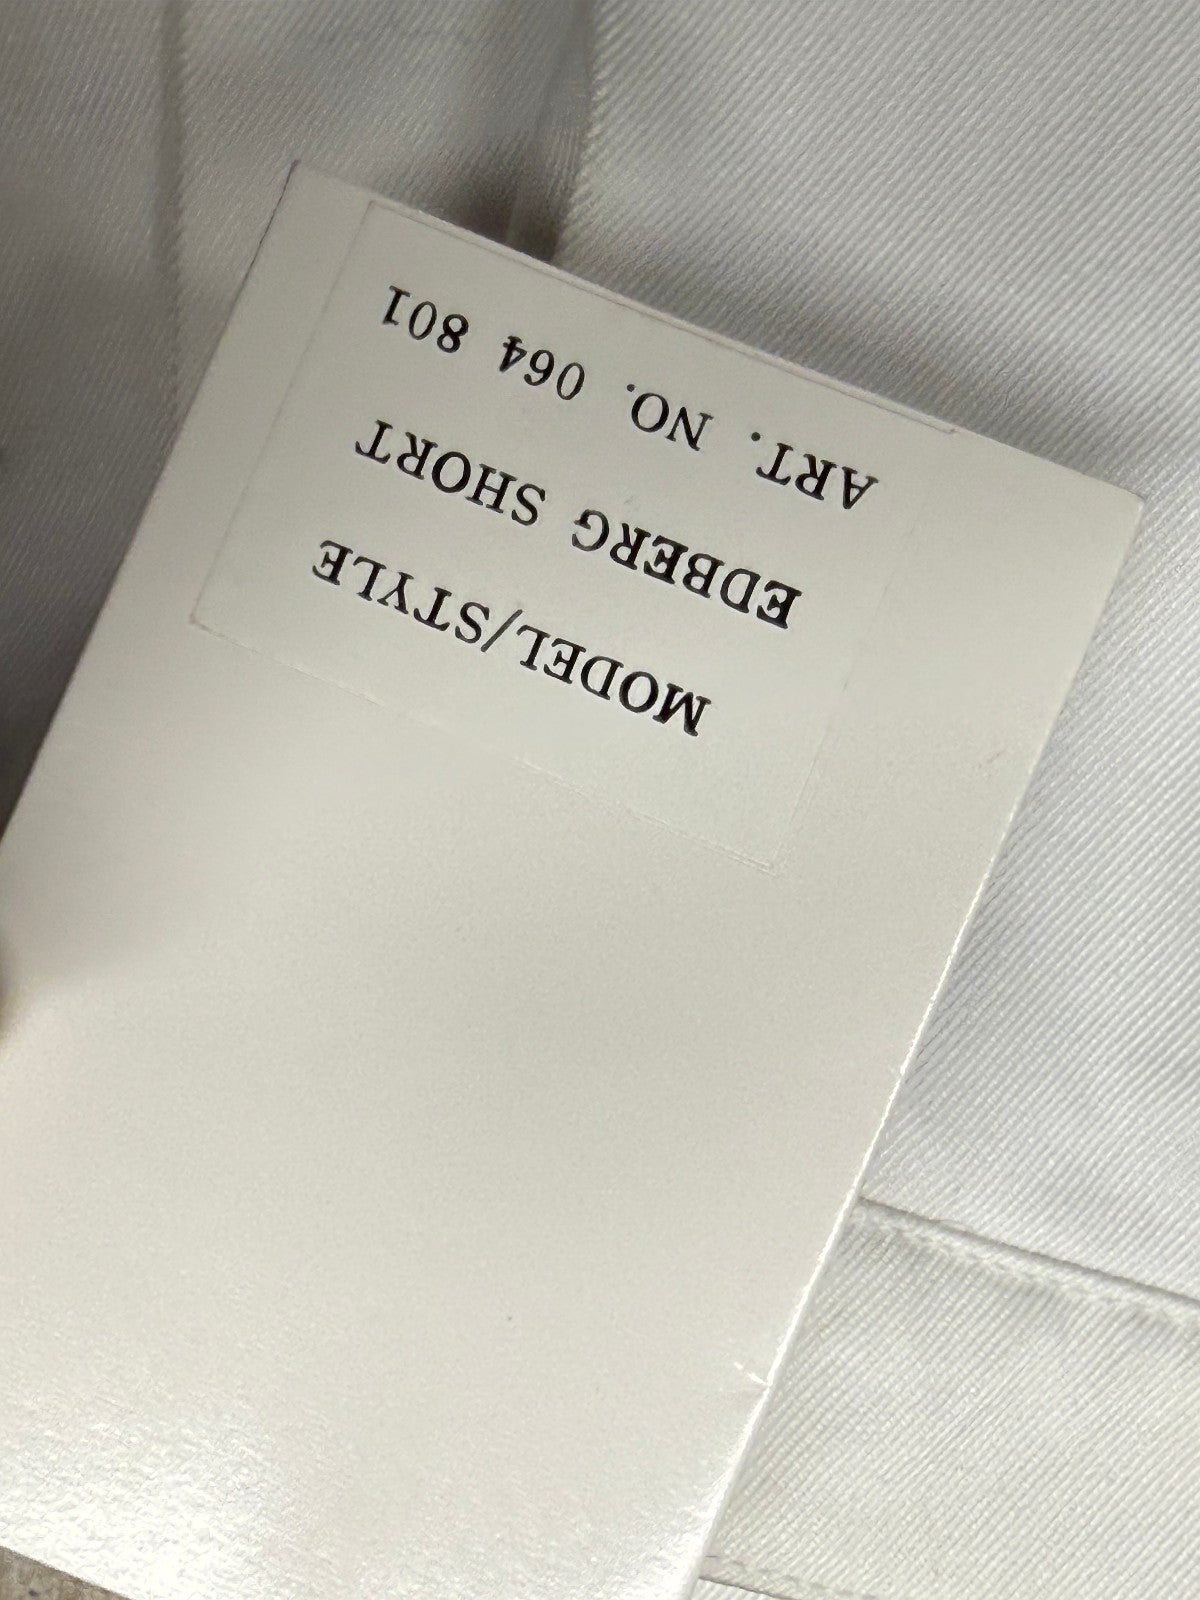 MODEL/STYLE
EDBERG SHORT
ART. NO. 064 801